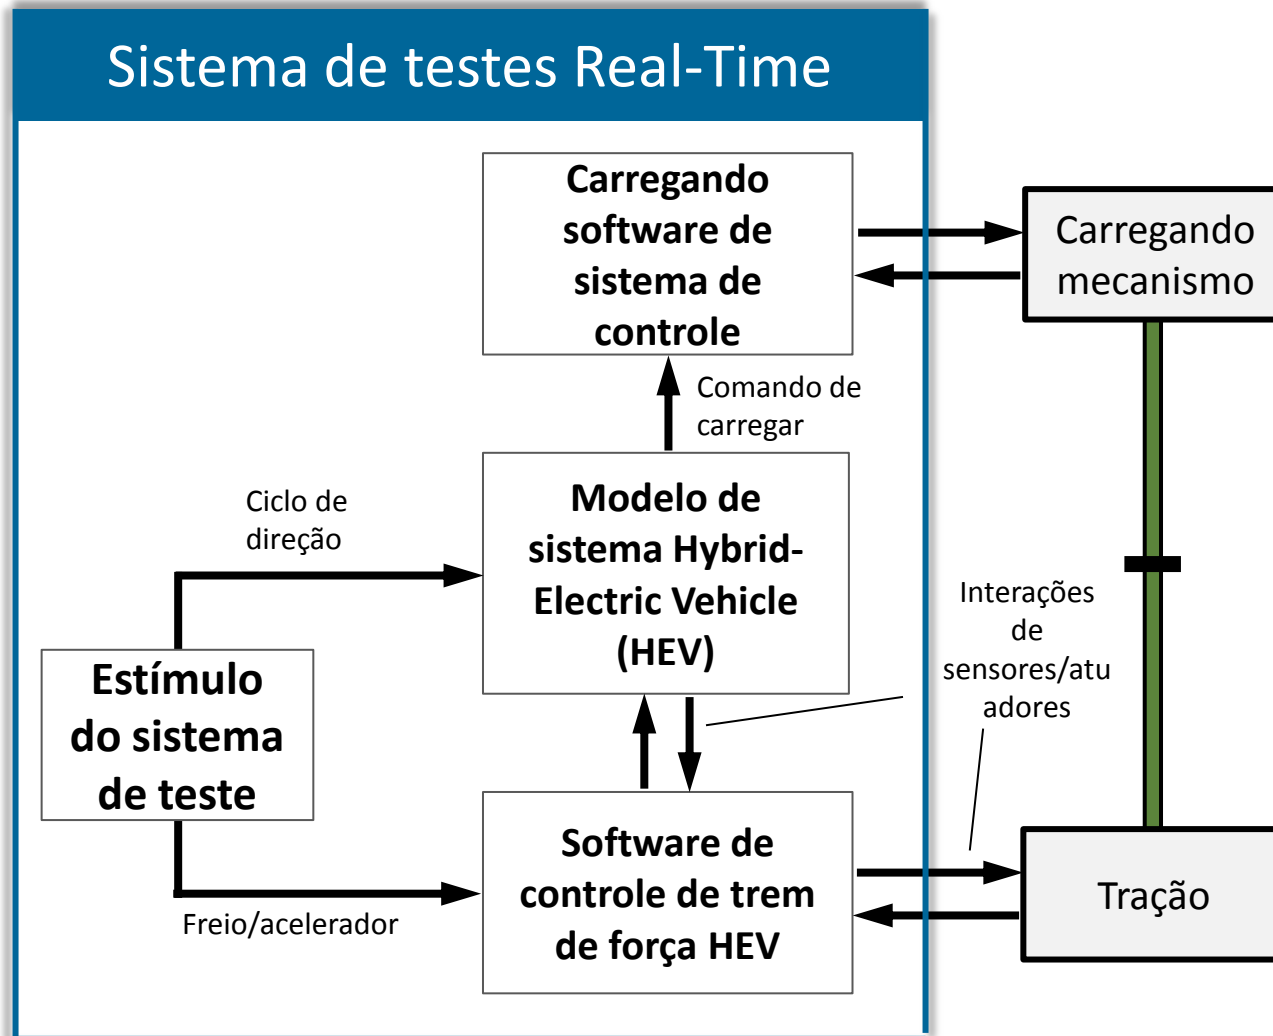 Sistema de testes Real-Time
Carregando
software de
sistema de
controle
Carregando
mecanismo
Comando de
carregar
Ciclo de
direção
Modelo de
sistema Hybrid-
Electric Vehicle
(HEV)
Interações
de
sensores/atu
adores
Estímulo
do sistema
de teste
Software de
controle de trem
de força HEV
Tração
Freio/acelerador